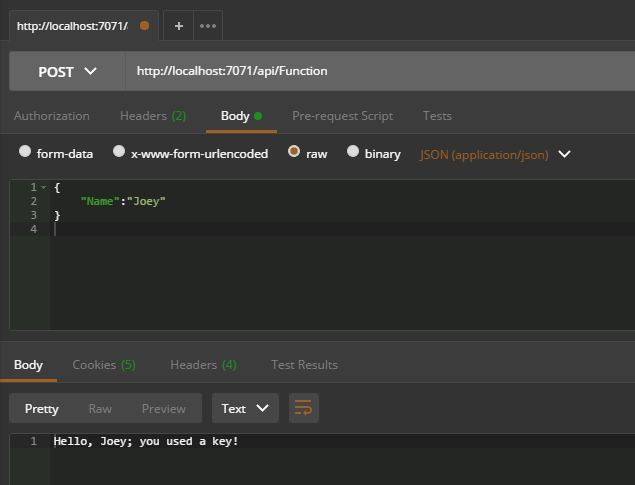 http://localhost:7071/
+ •••
POST http://localhost:7071/api/Function
Authorization Headers (2) Body Pre-request Script Tests
form-data x-www-form-urlencoded raw binary JSON (application/json)
1 {
2 "Name":"Joey"
3 }
4
Body Cookies (5) Headers (4) Test Results
Pretty Raw Preview Text
1 Hello, Joey; you used a key!